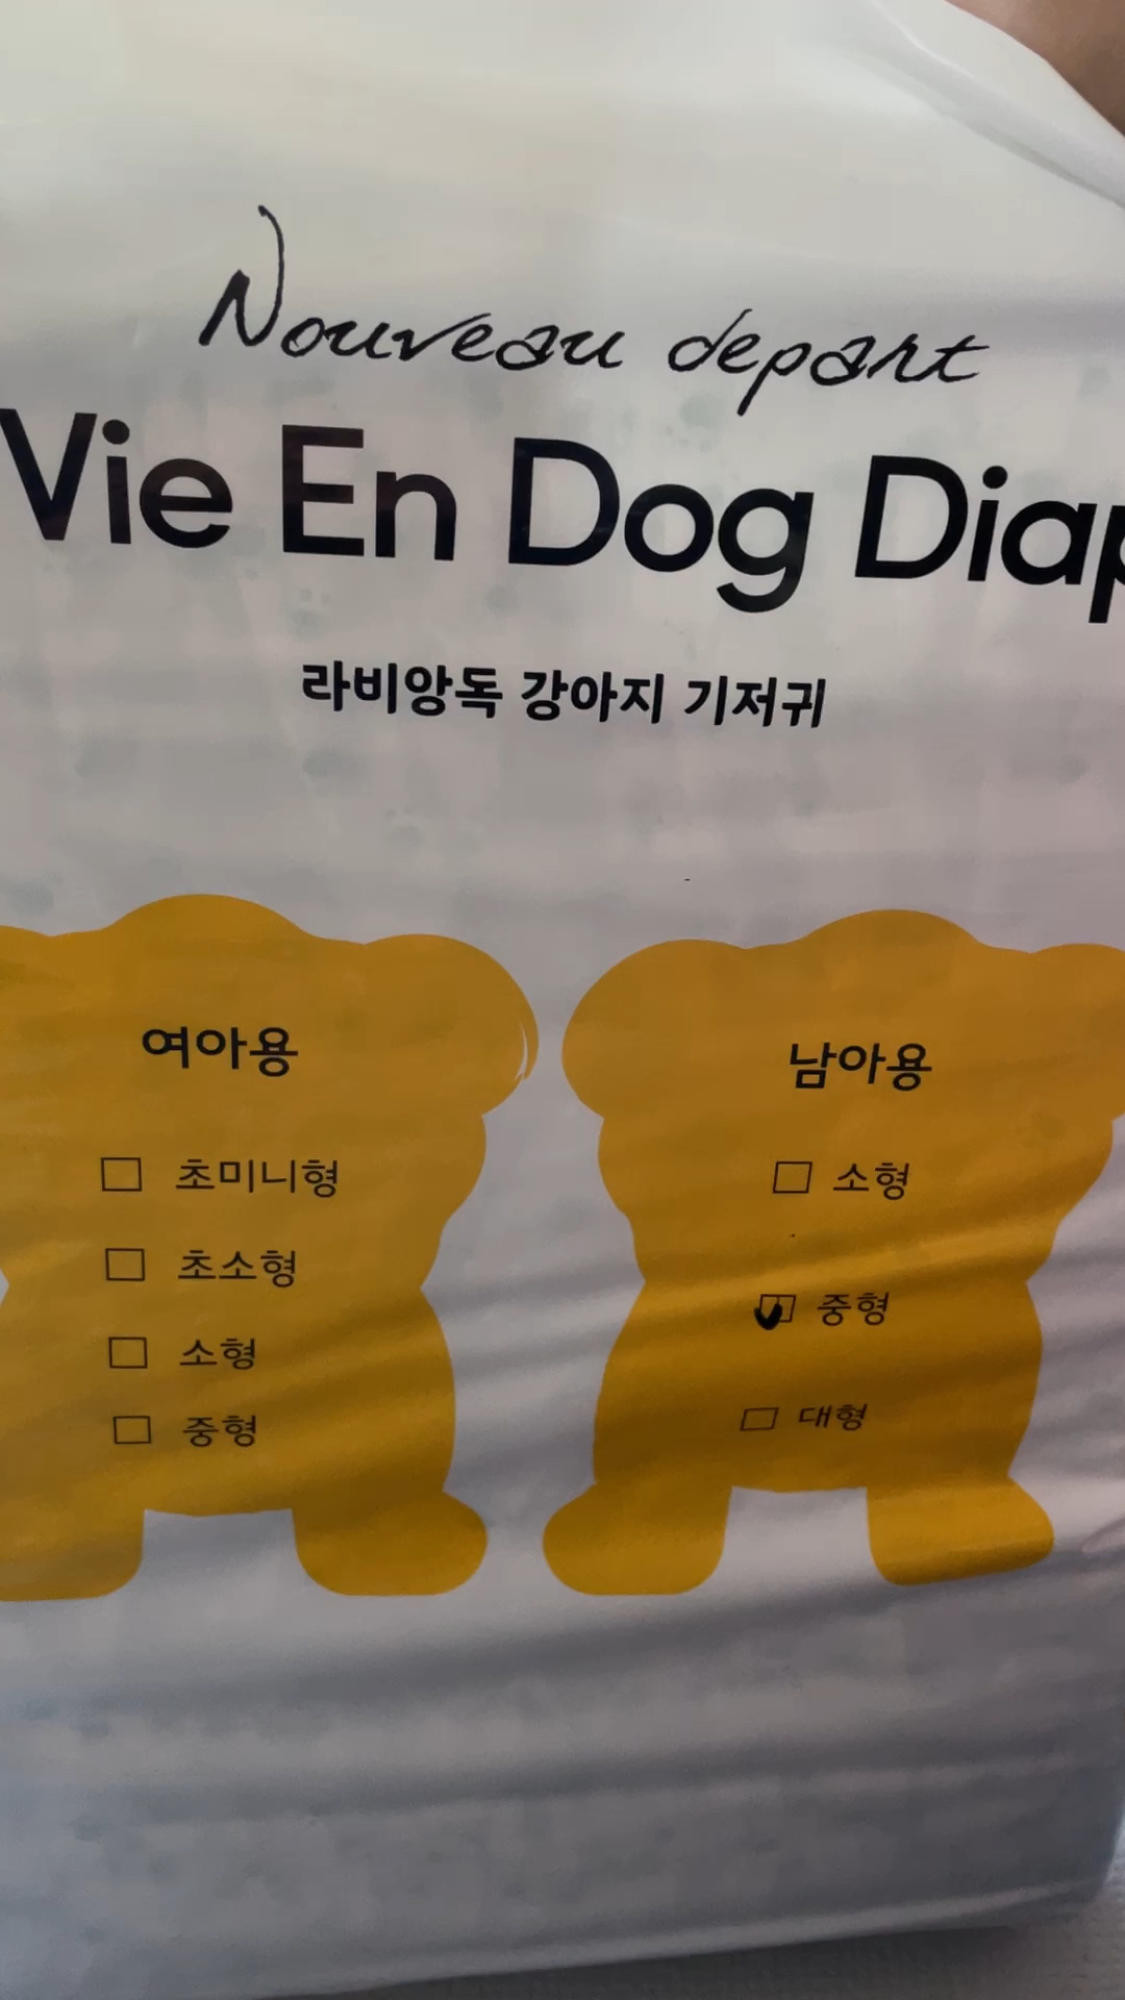 Nouveau depart
Vie En Dog Diap
라비앙독 강아지 기저귀
여아용
초미니형
초소형
소형
중형
남아용
소형
중형
대형